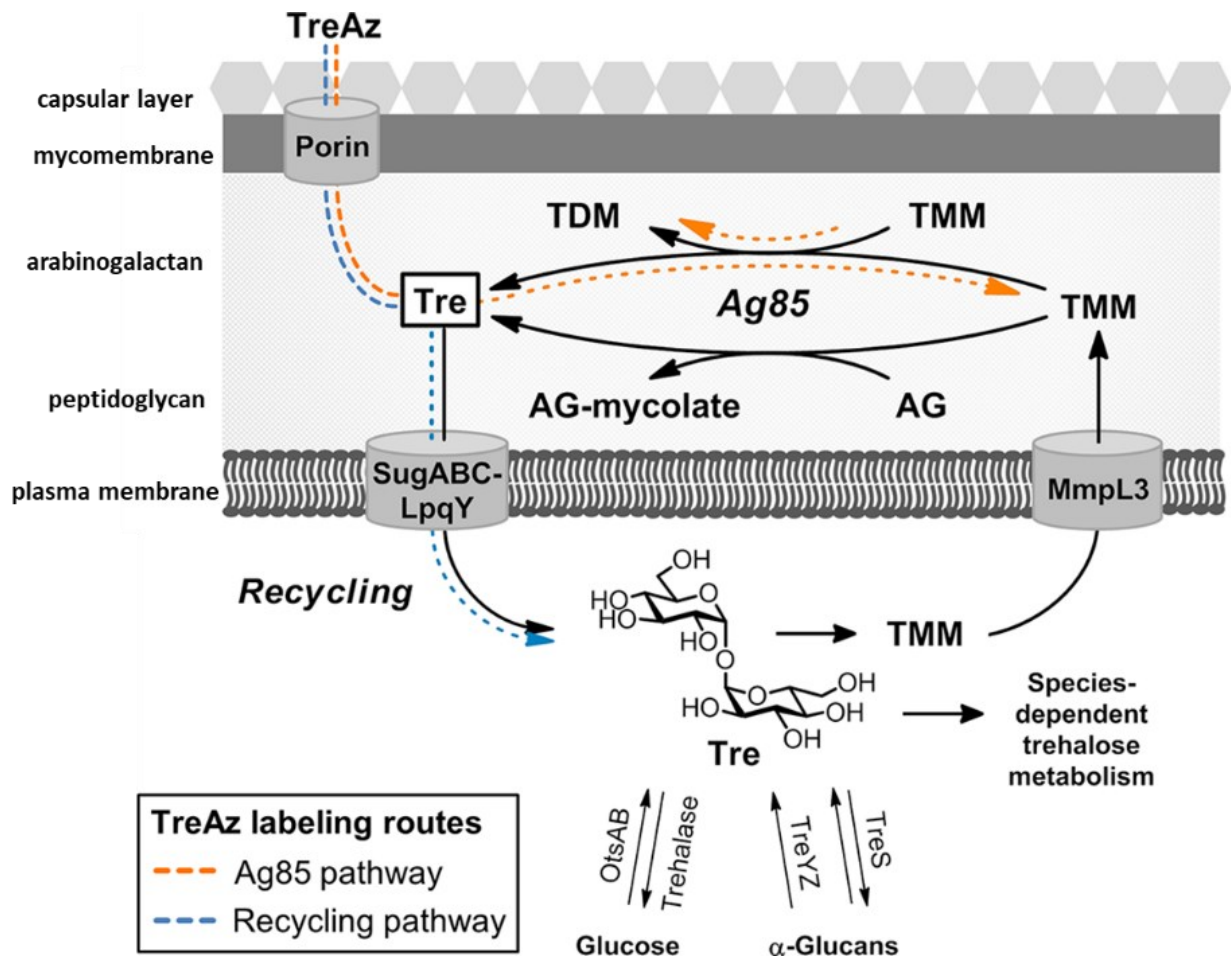 TreAz
capsular layer
mycomembrane
Porin
arabinogalactan
TDM
TMM
Tre
Ag85
TMM
peptidoglycan
AG-mycolate
AG
plasma membrane
SugABC-
LpqY
MmpL3
Recycling
OH
HO
O
HO
HO
HO
O
O
OH
HO
HO
OH
OH
Tre
TMM
Species-
dependent
trehalose
metabolism
OtsAB
Trehalase
TreYZ
TreS
Glucose
α-Glucans
TreAz labeling routes
Ag85 pathway
Recycling pathway